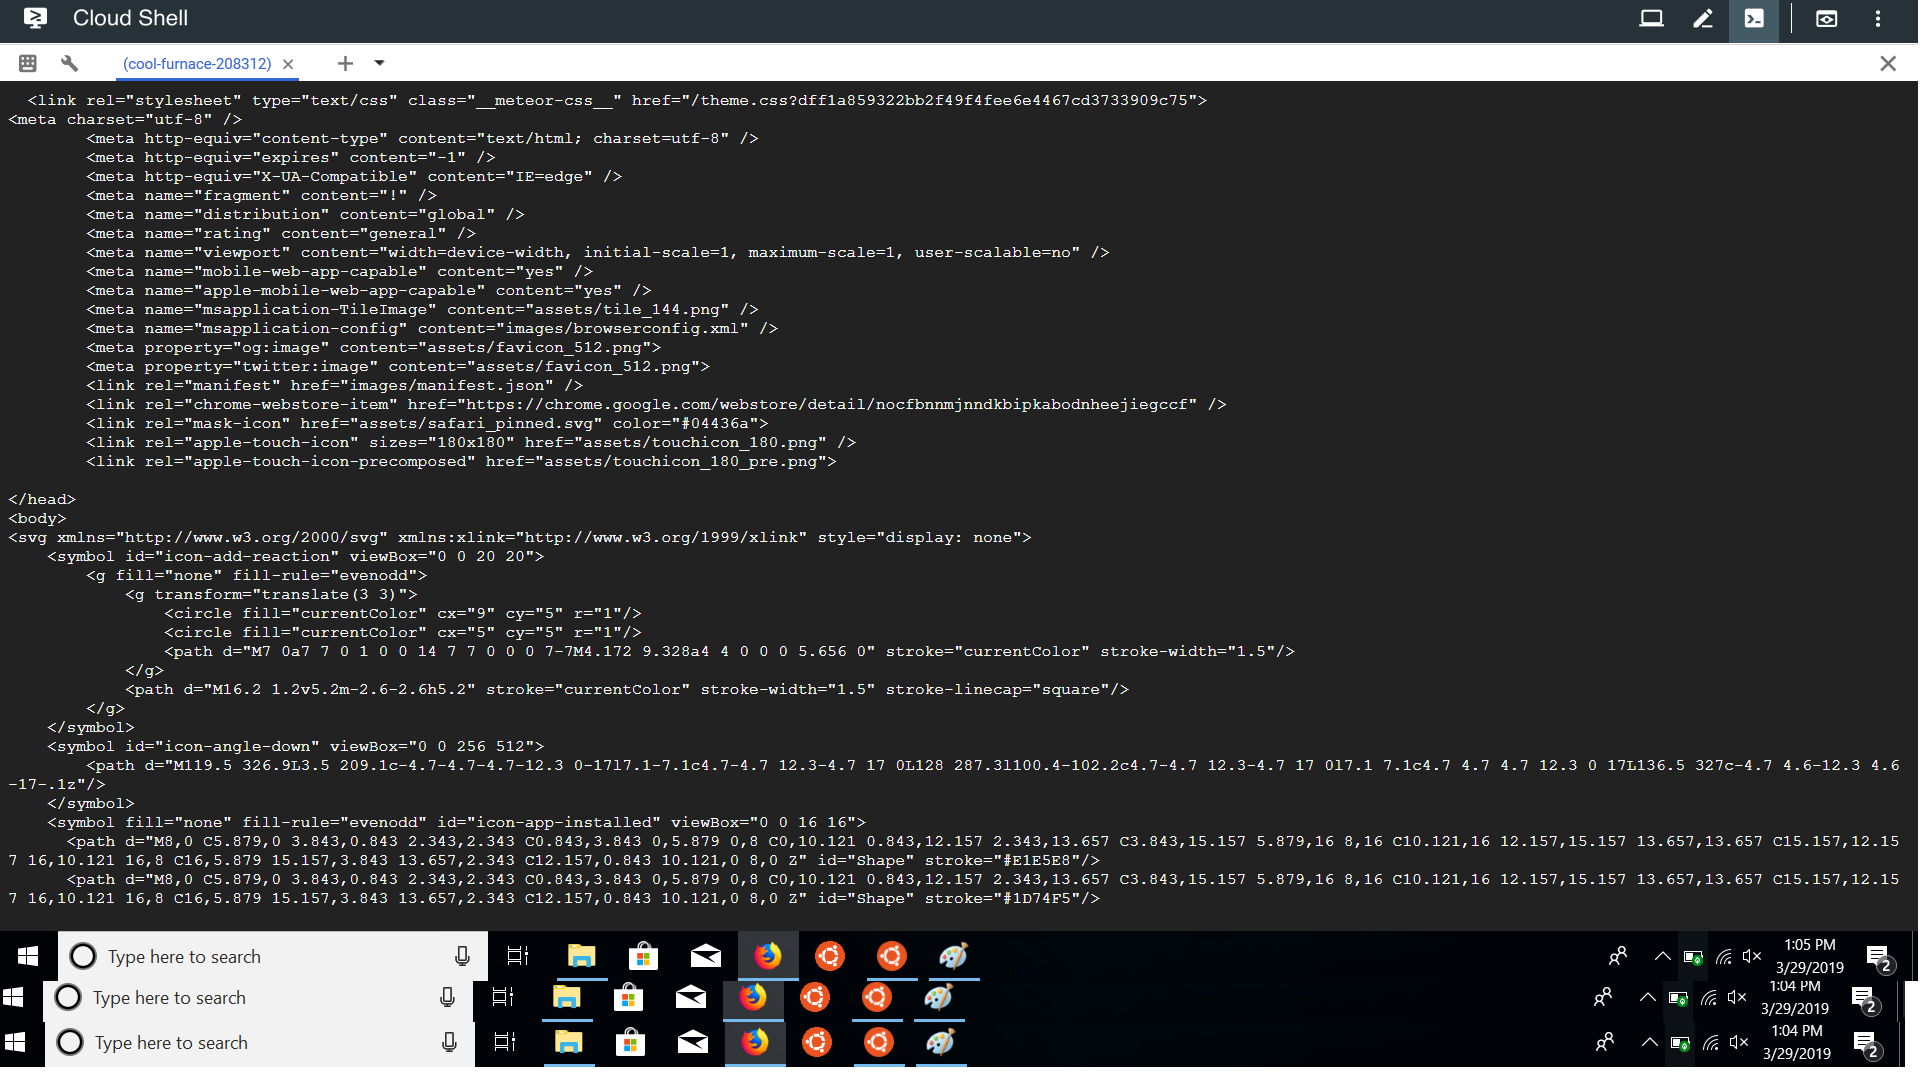 Cloud Shell
(cool-furnace-208312)
<link rel="stylesheet" type="text/css" class="__meteor-css__" href="/theme.css?dff1a859322bb2f49f4fee6e4467cd3733909c75">
<meta charset="utf-8" />
<meta http-equiv="content-type" content="text/html; charset=utf-8" />
<meta http-equiv="expires" content="-1" />
<meta http-equiv="X-UA-Compatible" content="IE=edge" />
<meta name="fragment" content="!" />
<meta name="distribution" content="global" />
<meta name="rating" content="general" />
<meta name="viewport" content="width=device-width, initial-scale=1, maximum-scale=1, user-scalable=no" />
<meta name="mobile-web-app-capable" content="yes" />
<meta name="apple-mobile-web-app-capable" content="yes" />
<meta name="msapplication-TileImage" content="assets/tile_144.png" />
<meta name="msapplication-config" content="images/browserconfig.xml" />
<meta property="og:image" content="assets/favicon_512.png">
<meta property="twitter:image" content="assets/favicon_512.png">
<link rel="manifest" href="images/manifest.json" />
<link rel="chrome-webstore-item" href="https://chrome.google.com/webstore/detail/nocfbnnmjnndkbipkabodnheejiegccf" />
<link rel="mask-icon" href="assets/safari_pinned.svg" color="#04436a">
<link rel="apple-touch-icon" sizes="180x180" href="assets/touchicon_180.png" />
<link rel="apple-touch-icon-precomposed" href="assets/touchicon_180_pre.png">
</head>
<body>
<svg xmlns="http://www.w3.org/2000/svg" xmlns:xlink="http://www.w3.org/1999/xlink" style="display: none">
<symbol id="icon-add-reaction" viewBox="0 0 20 20">
<g fill="none" fill-rule="evenodd">
<g transform="translate(3 3)">
<circle fill="currentColor" cx="9" cy="5" r="1"/>
<circle fill="currentColor" cx="5" cy="5" r="1"/>
<path d="M7 0a7 7 0 1 0 0 14 7 7 0 0 0 7-7M4.172 9.328a4 4 0 0 0 5.656 0" stroke="currentColor" stroke-width="1.5"/>
</g>
<path d="M16.2 1.2v5.2m-2.6-2.6h5.2" stroke="currentColor" stroke-width="1.5" stroke-linecap="square"/>
</g>
</symbol>
<symbol id="icon-angle-down" viewBox="0 0 256 512">
<path d="M119.5 326.9L3.5 209.1c-4.7-4.7-4.7-12.3 0-17l7.1-7.1c4.7-4.7 12.3-4.7 17 0L128 287.3l100.4-102.2c4.7-4.7 12.3-4.7 17 0l7.1 7.1c4.7 4.7 4.7 12.3 0 17L136.5 327c-4.7 4.6-12.3 4.6
-17-.1z"/>
</symbol>
<symbol fill="none" fill-rule="evenodd" id="icon-app-installed" viewBox="0 0 16 16">
<path d="M8,0 C5.879,0 3.843,0.843 2.343,2.343 C0.843,3.843 0,5.879 0,8 C0,10.121 0.843,12.157 2.343,13.657 C3.843,15.157 5.879,16 8,16 C10.121,16 12.157,15.157 13.657,13.657 C15.157,12.15
7 16,10.121 16,8 C16,5.879 15.157,3.843 13.657,2.343 C12.157,0.843 10.121,0 8,0 Z" id="Shape" stroke="#E1E5E8"/>
<path d="M8,0 C5.879,0 3.843,0.843 2.343,2.343 C0.843,3.843 0,5.879 0,8 C0,10.121 0.843,12.157 2.343,13.657 C3.843,15.157 5.879,16 8,16 C10.121,16 12.157,15.157 13.657,13.657 C15.157,12.15
7 16,10.121 16,8 C16,5.879 15.157,3.843 13.657,2.343 C12.157,0.843 10.121,0 8,0 Z" id="Shape" stroke="#1D74F5"/>
Type here to search
1:05 PM
3/29/2019
2
Type here to search
1:04 PM
3/29/2019
2
Type here to search
1:04 PM
3/29/2019
2